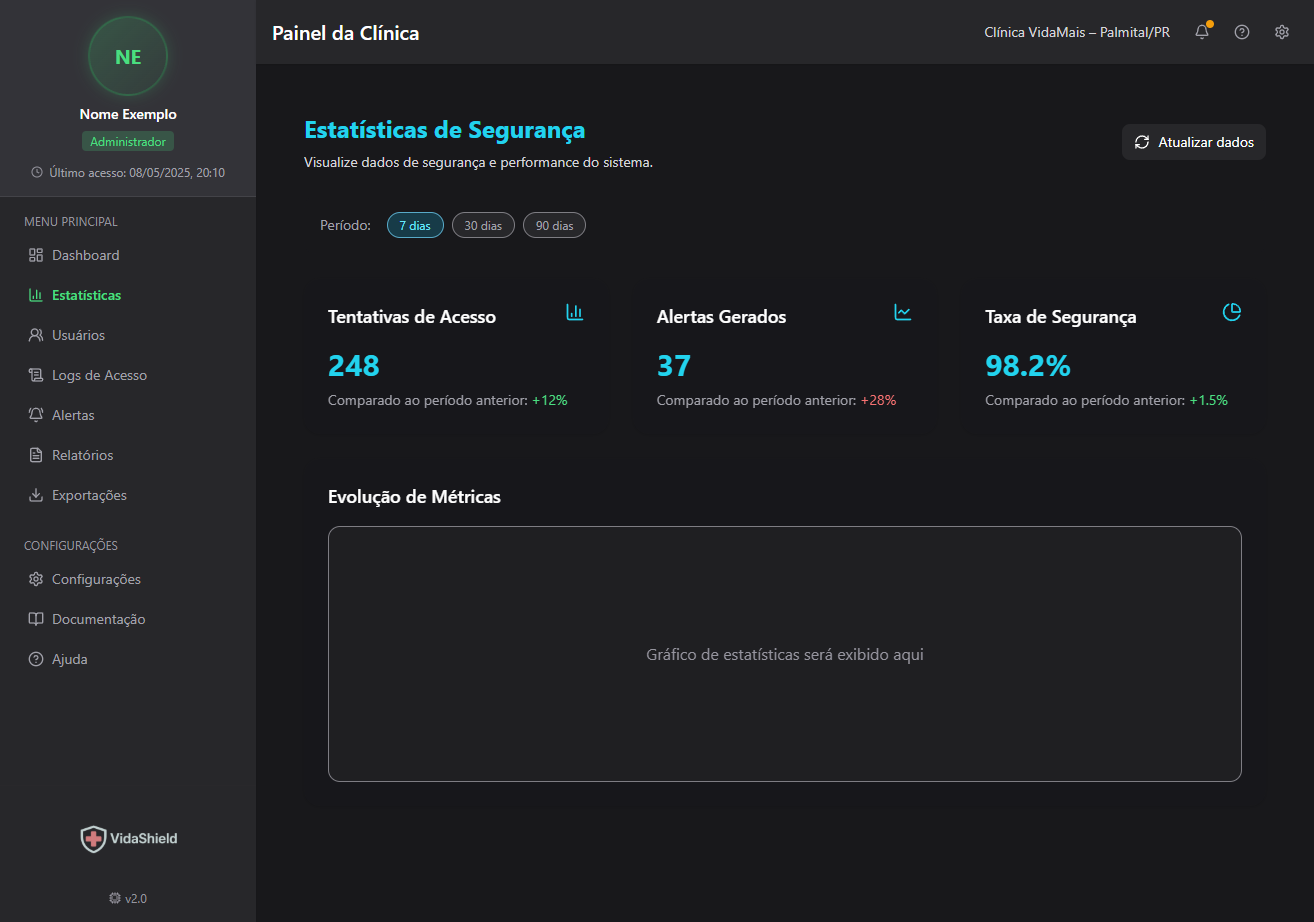 NE
Nome Exemplo
Administrador
Último acesso: 08/05/2025, 20:10
MENU PRINCIPAL
Dashboard
Estatísticas
Usuários
Logs de Acesso
Alertas
Relatórios
Exportações
CONFIGURAÇÕES
Configurações
Documentação
Ajuda
VidaShield
v2.0
Painel da Clínica
Clínica VidaMais – Palmital/PR
Estatísticas de Segurança
Visualize dados de segurança e performance do sistema.
Atualizar dados
Período: 7 dias 30 dias 90 dias
Tentativas de Acesso
248
Comparado ao período anterior: +12%
Alertas Gerados
37
Comparado ao período anterior: +28%
Taxa de Segurança
98.2%
Comparado ao período anterior: +1.5%
Evolução de Métricas
Gráfico de estatísticas será exibido aqui